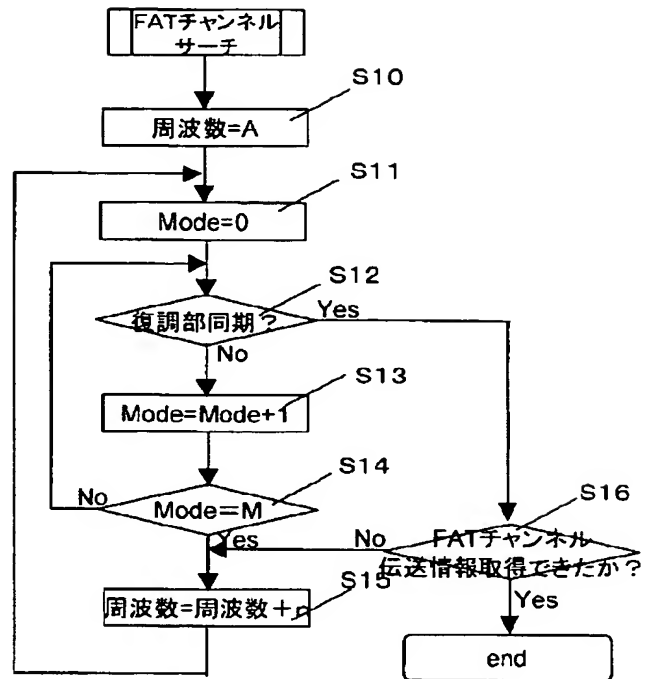 FATチャンネル
サーチ
S10
周波数=A
S11
Mode=0
S12
復調部同期?
Yes
No
S13
Mode=Mode+1
S14
No
Mode=M
Yes
S16
No
FATチャンネル
伝送情報取得できたか?
S15
周波数=周波数+n
Yes
end